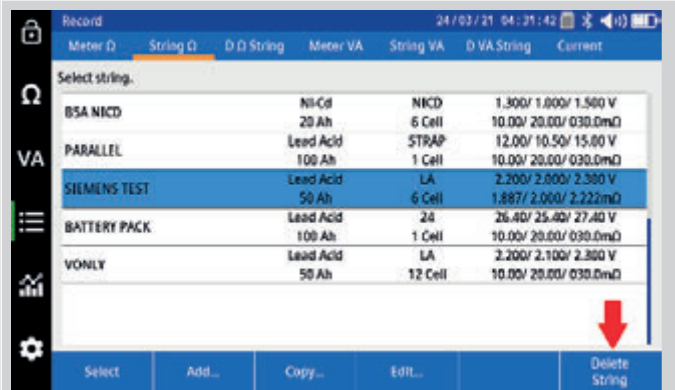 Record 24/03/21 04:31:42
Meter Ω String Ω D Ω String Meter VA String VA D VA String Current
Select string.
Ω
VA
BSA NICD Ni-Cd NICD 1.300/ 1.000/ 1.500 V
20 Ah 6 Cell 10.00/ 20.00/ 030.0mΩ
PARALLEL Lead Acid STRAP 12.00/ 10.50/ 15.00 V
100 Ah 1 Cell 10.00/ 20.00/ 030.0mΩ
SIEMENS TEST Lead Acid LA 2.200/ 2.000/ 2.300 V
50 Ah 6 Cell 1.887/ 2.000/ 2.222mΩ
BATTERY PACK Lead Acid 24 26.40/ 25.40/ 27.40 V
100 Ah 1 Cell 10.00/ 20.00/ 030.0mΩ
VONLY Lead Acid LA 2.200/ 2.100/ 2.300 V
50 Ah 12 Cell 10.00/ 20.00/ 030.0mΩ
Select Add... Copy... Edit... Delete
String